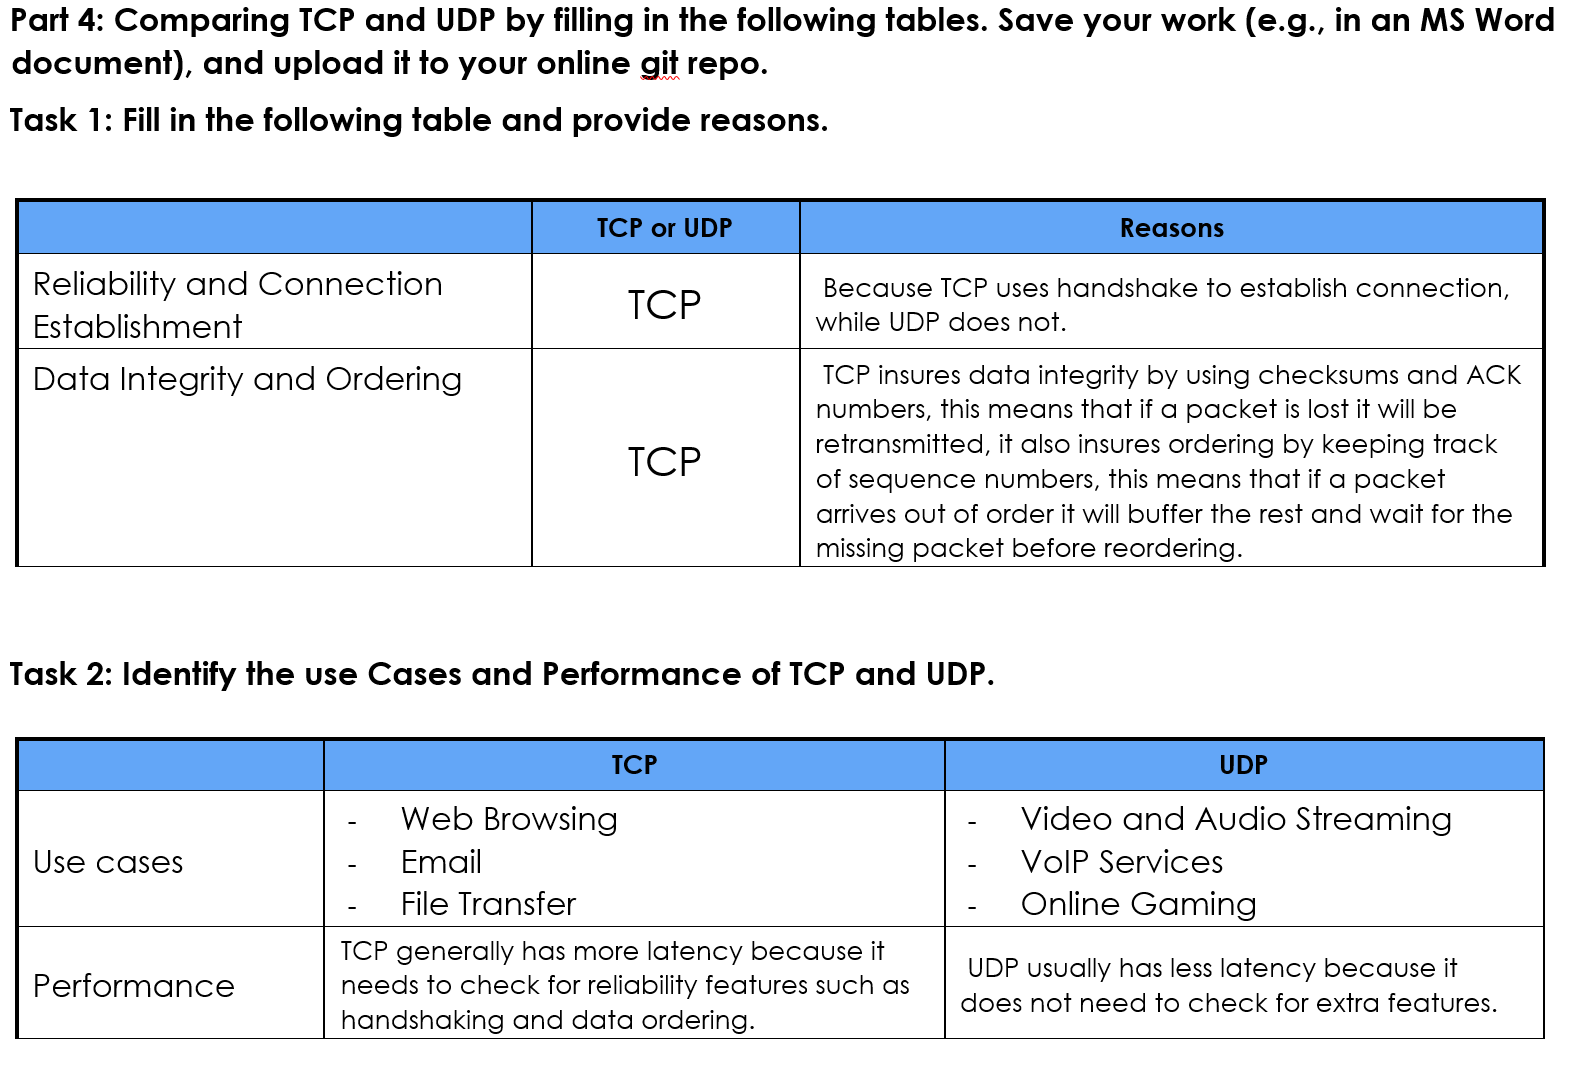 Part 4: Comparing TCP and UDP by filling in the following tables. Save your work (e.g., in an MS Word
document), and upload it to your online git repo.
Task 1: Fill in the following table and provide reasons.
TCP or UDP
Reasons
Reliability and Connection
Establishment
TCP
Because TCP uses handshake to establish connection,
while UDP does not.
Data Integrity and Ordering
TCP
TCP insures data integrity by using checksums and ACK
numbers, this means that if a packet is lost it will be
retransmitted, it also insures ordering by keeping track
of sequence numbers, this means that if a packet
arrives out of order it will buffer the rest and wait for the
missing packet before reordering.
Task 2: Identify the use Cases and Performance of TCP and UDP.
TCP
UDP
Use cases
- Web Browsing
- Email
- File Transfer
- Video and Audio Streaming
- VoIP Services
- Online Gaming
Performance
TCP generally has more latency because it
needs to check for reliability features such as
handshaking and data ordering.
UDP usually has less latency because it
does not need to check for extra features.